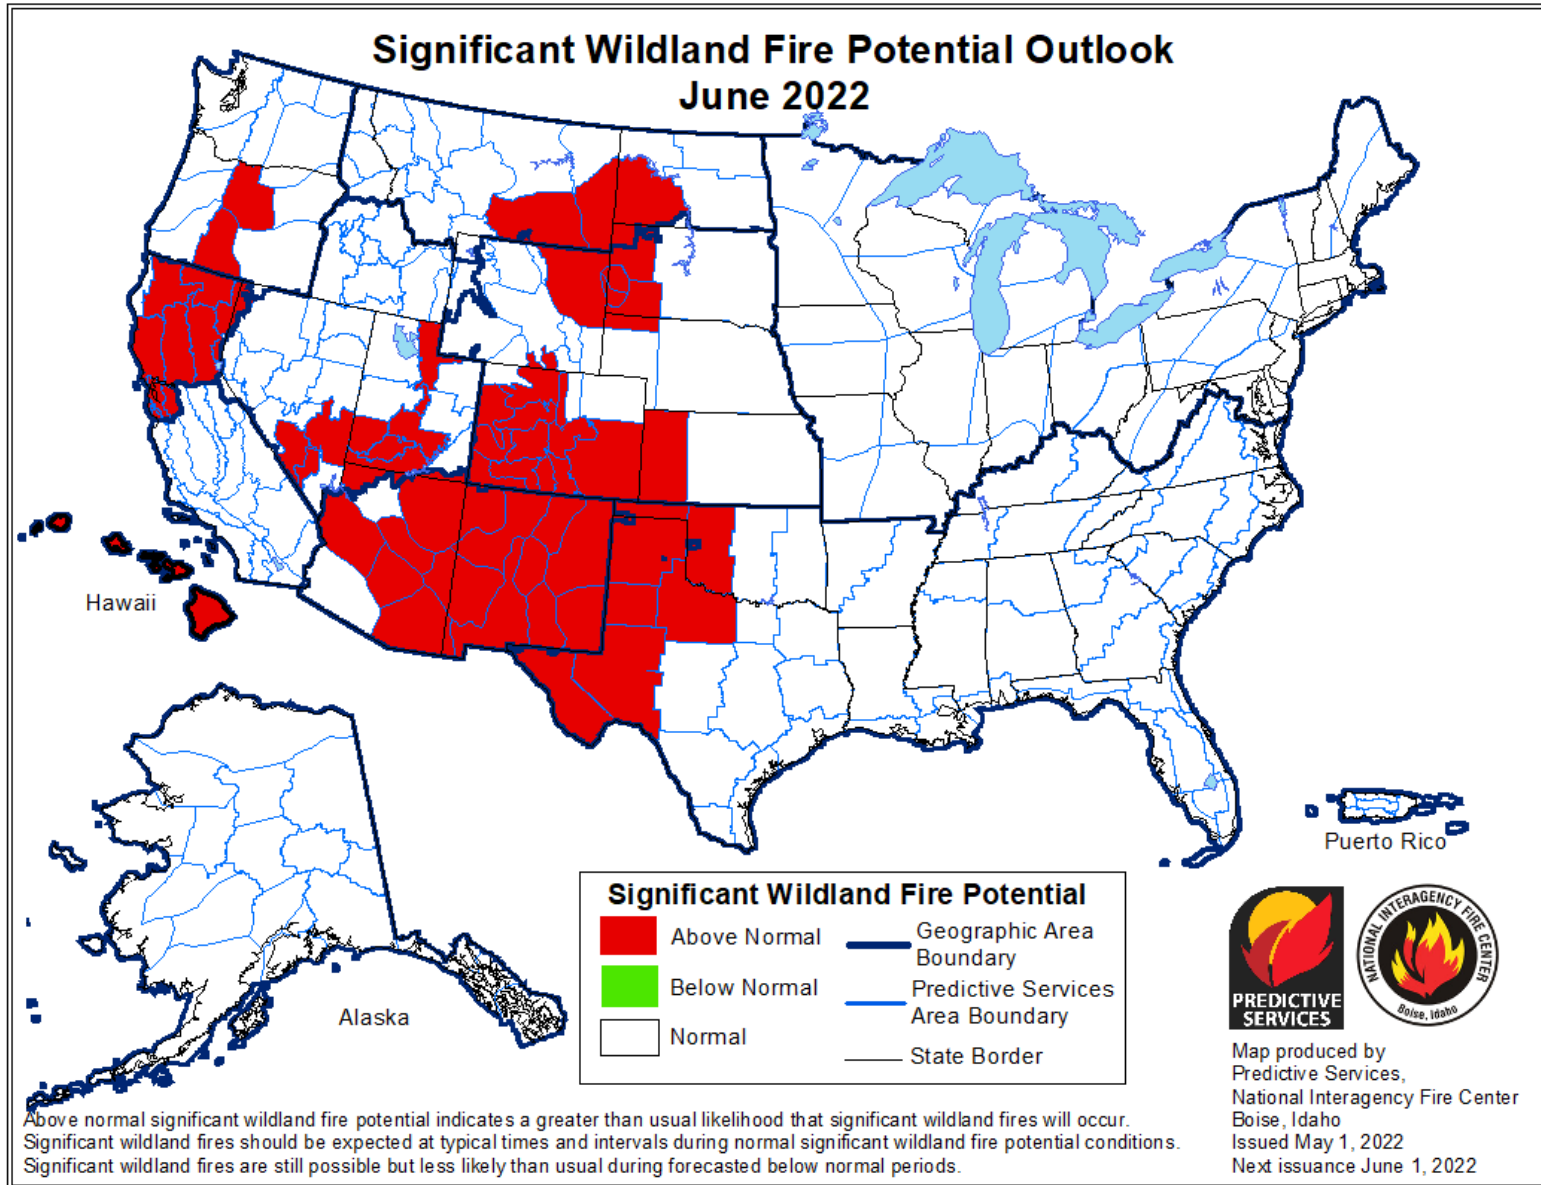 Significant Wildland Fire Potential Outlook
June 2022
Hawaii
Alaska
Puerto Rico
Significant Wildland Fire Potential
Above Normal
Below Normal
Normal
Geographic Area
Boundary
Predictive Services
Area Boundary
State Border
PREDICTIVE
SERVICES
NATIONAL INTERAGENCY FIRE CENTER
Boise, Idaho
Map produced by
Predictive Services,
National Interagency Fire Center
Boise, Idaho
Issued May 1, 2022
Next issuance June 1, 2022
Above normal significant wildland fire potential indicates a greater than usual likelihood that significant wildland fires will occur.
Significant wildland fires should be expected at typical times and intervals during normal significant wildland fire potential conditions.
Significant wildland fires are still possible but less likely than usual during forecasted below normal periods.